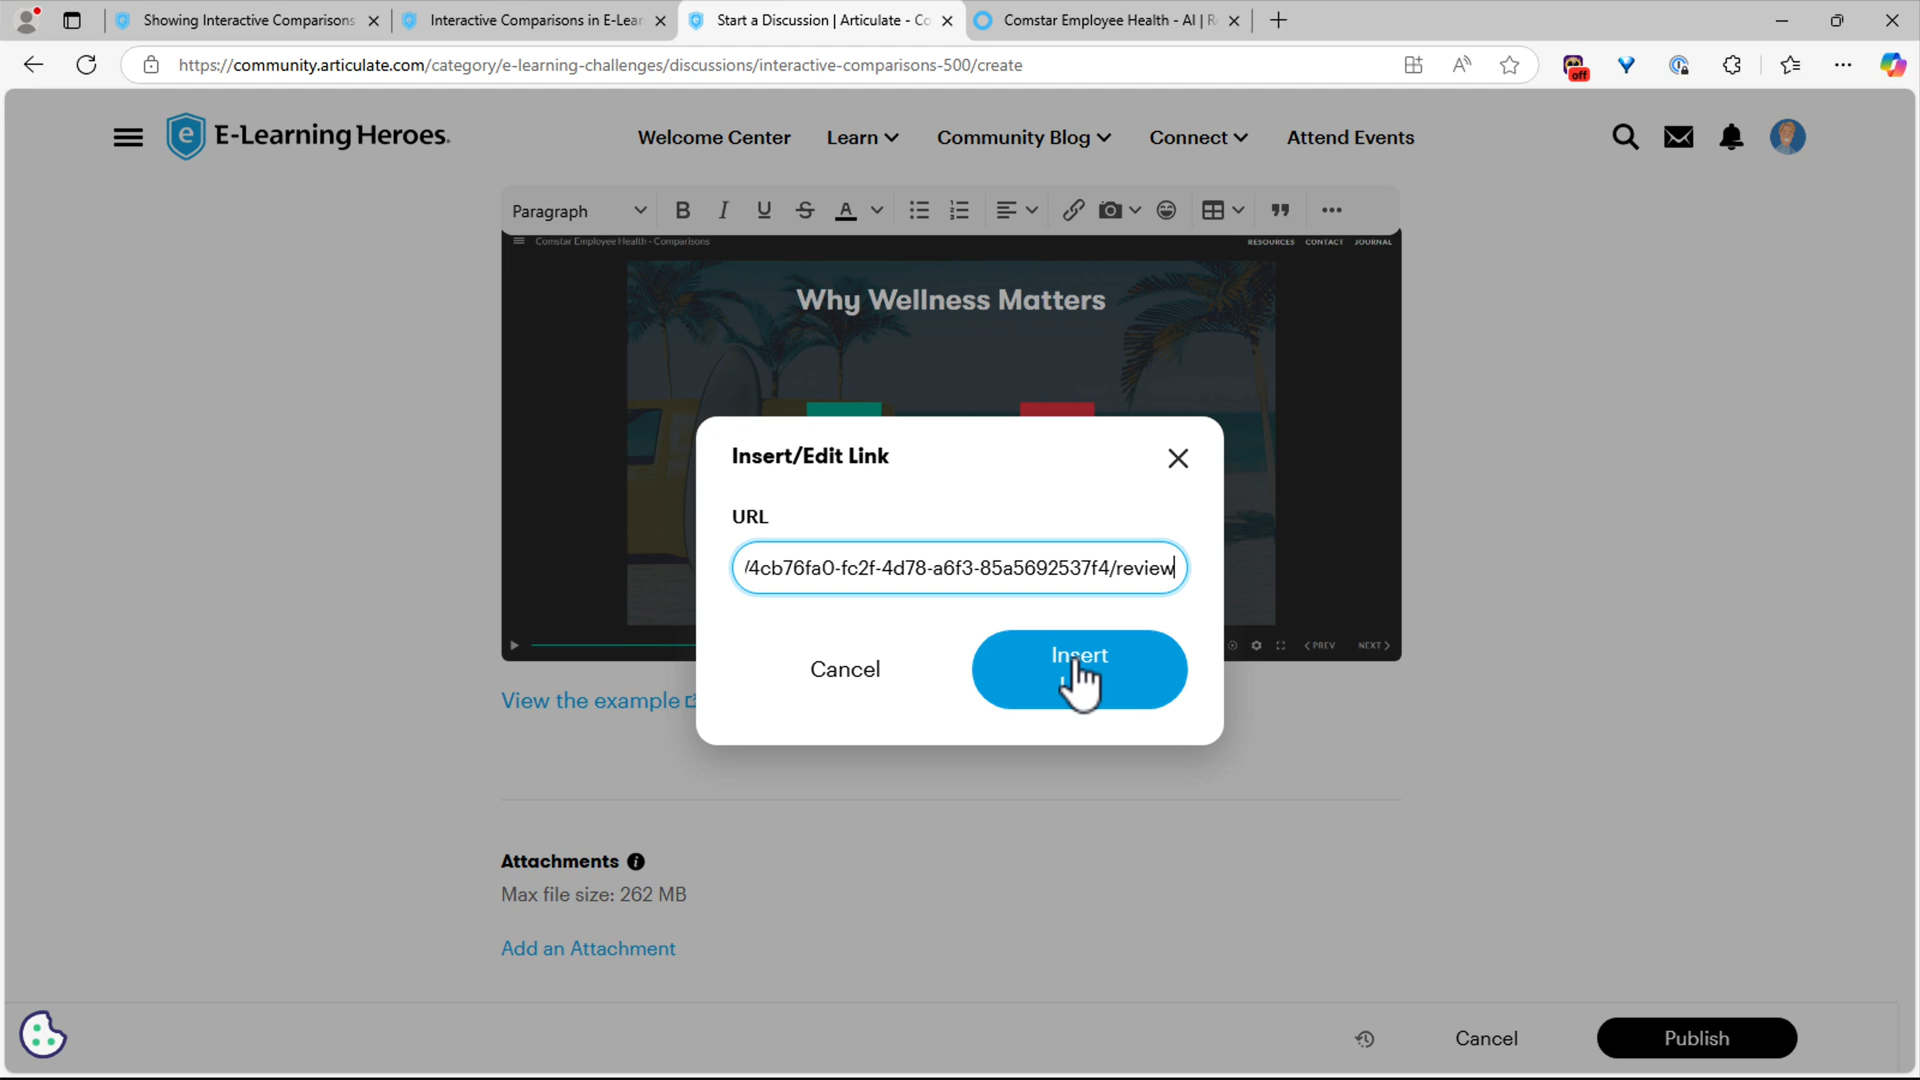 Showing Interactive Comparisons
Interactive Comparisons in E-Lear
Start a Discussion | Articulate - Co
Comstar Employee Health - AI | R
https://community.articulate.com/category/e-learning-challenges/discussions/interactive-comparisons-500/create
off
E-Learning Heroes.
Welcome Center
Learn
Community Blog
Connect
Attend Events
Paragraph
Comstar Employee Health - Comparisons
RESOURCES CONTACT JOURNAL
Why Wellness Matters
Insert/Edit Link
URL
/4cb76fa0-fc2f-4d78-a6f3-85a5692537f4/review
Cancel
Insert
PREV
NEXT
View the example
Attachments
Max file size: 262 MB
Add an Attachment
Cancel
Publish